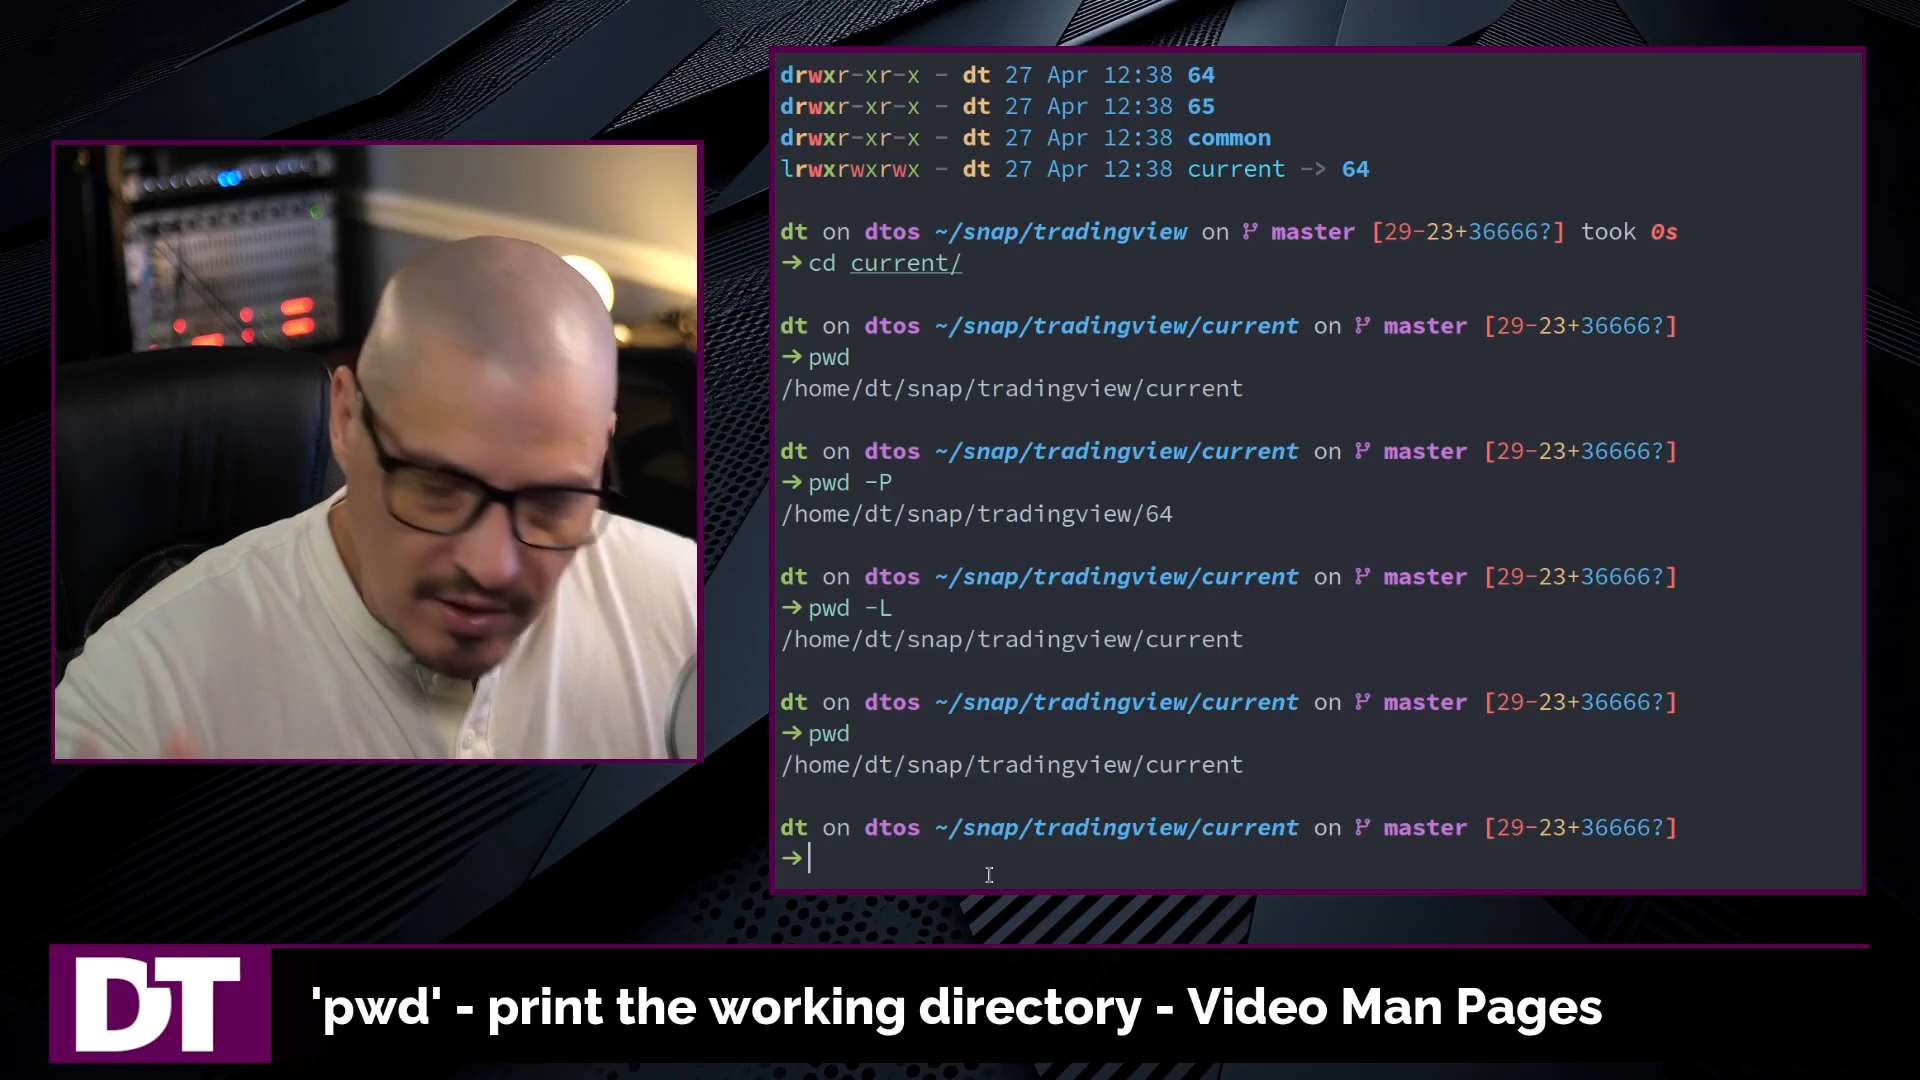 drwxr-xr-x - dt 27 Apr 12:38 64
drwxr-xr-x - dt 27 Apr 12:38 65
drwxr-xr-x - dt 27 Apr 12:38 common
lrwxrwxrwx - dt 27 Apr 12:38 current -> 64
dt on dtos ~/snap/tradingview on master [29-23+36666?] took 0s
→ cd current/
dt on dtos ~/snap/tradingview/current on master [29-23+36666?]
→ pwd
/home/dt/snap/tradingview/current
dt on dtos ~/snap/tradingview/current on master [29-23+36666?]
→ pwd -P
/home/dt/snap/tradingview/64
dt on dtos ~/snap/tradingview/current on master [29-23+36666?]
→ pwd -L
/home/dt/snap/tradingview/current
dt on dtos ~/snap/tradingview/current on master [29-23+36666?]
→ pwd
/home/dt/snap/tradingview/current
dt on dtos ~/snap/tradingview/current on master [29-23+36666?]
→
DT
'pwd' - print the working directory - Video Man Pages